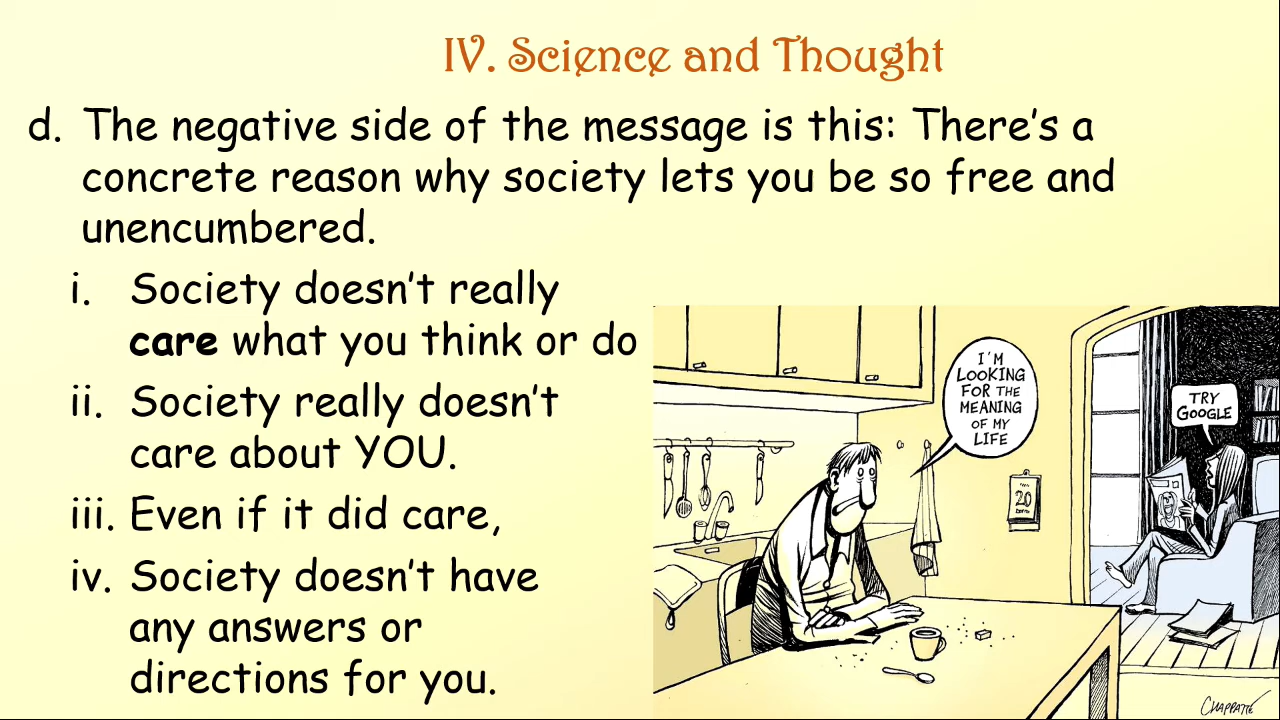 IV. Science and Thought
d. The negative side of the message is this: There’s a
concrete reason why society lets you be so free and
unencumbered.
i. Society doesn’t really
care what you think or do
ii. Society really doesn’t
care about YOU.
iii. Even if it did care,
iv. Society doesn’t have
any answers or
directions for you.
I'M
LOOKING
FOR THE
MEANING
OF MY
LIFE
TRY
GOOGLE
20
CHAPPATTE